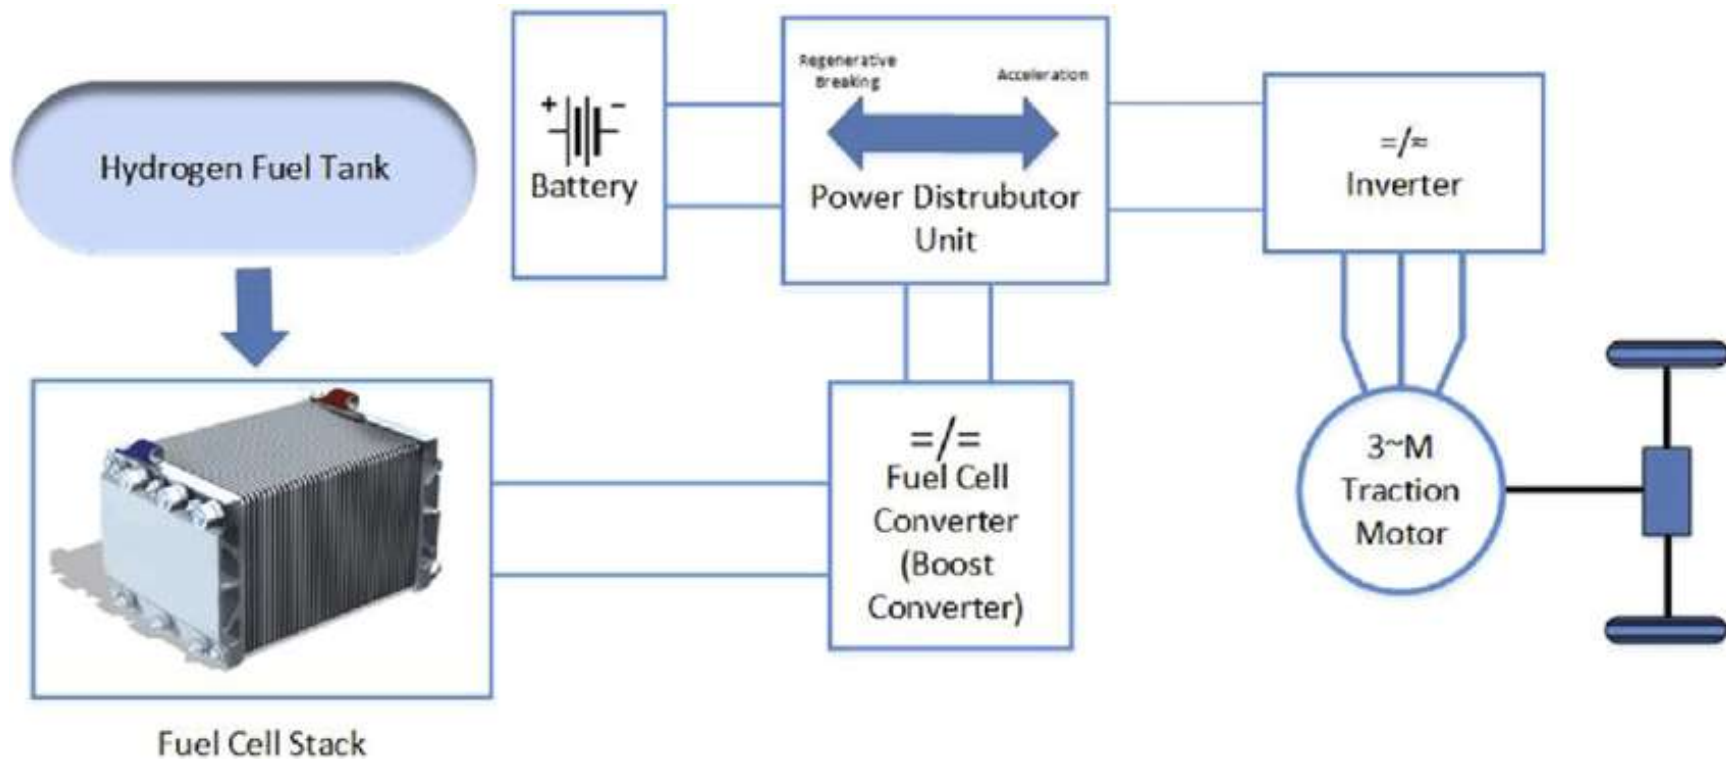 Hydrogen Fuel Tank
+ −
Battery
Regenerative
Breaking
Acceleration
Power Distrubutor
Unit
=/≈
Inverter
=/=
Fuel Cell
Converter
(Boost
Converter)
3~M
Traction
Motor
Fuel Cell Stack